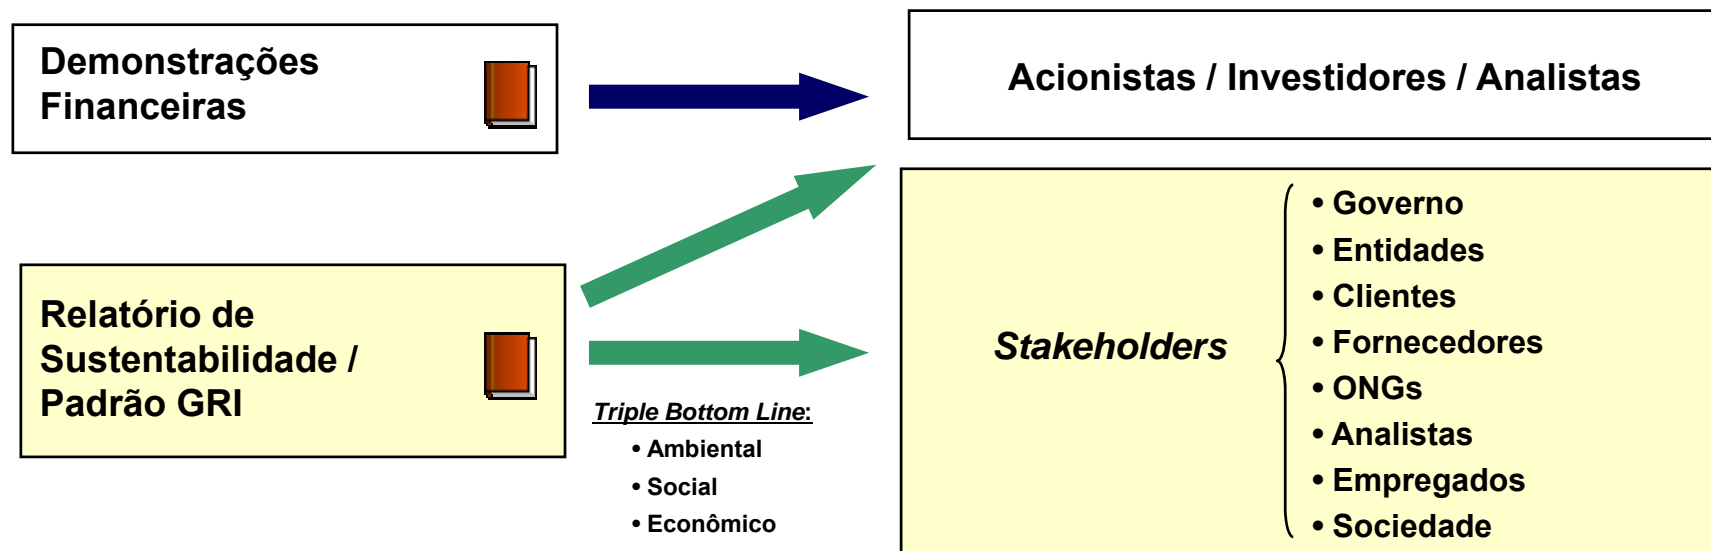 Demonstrações
Financeiras
Acionistas / Investidores / Analistas
Relatório de
Sustentabilidade /
Padrão GRI
Triple Bottom Line:
• Ambiental
• Social
• Econômico
Stakeholders
• Governo
• Entidades
• Clientes
• Fornecedores
• ONGs
• Analistas
• Empregados
• Sociedade